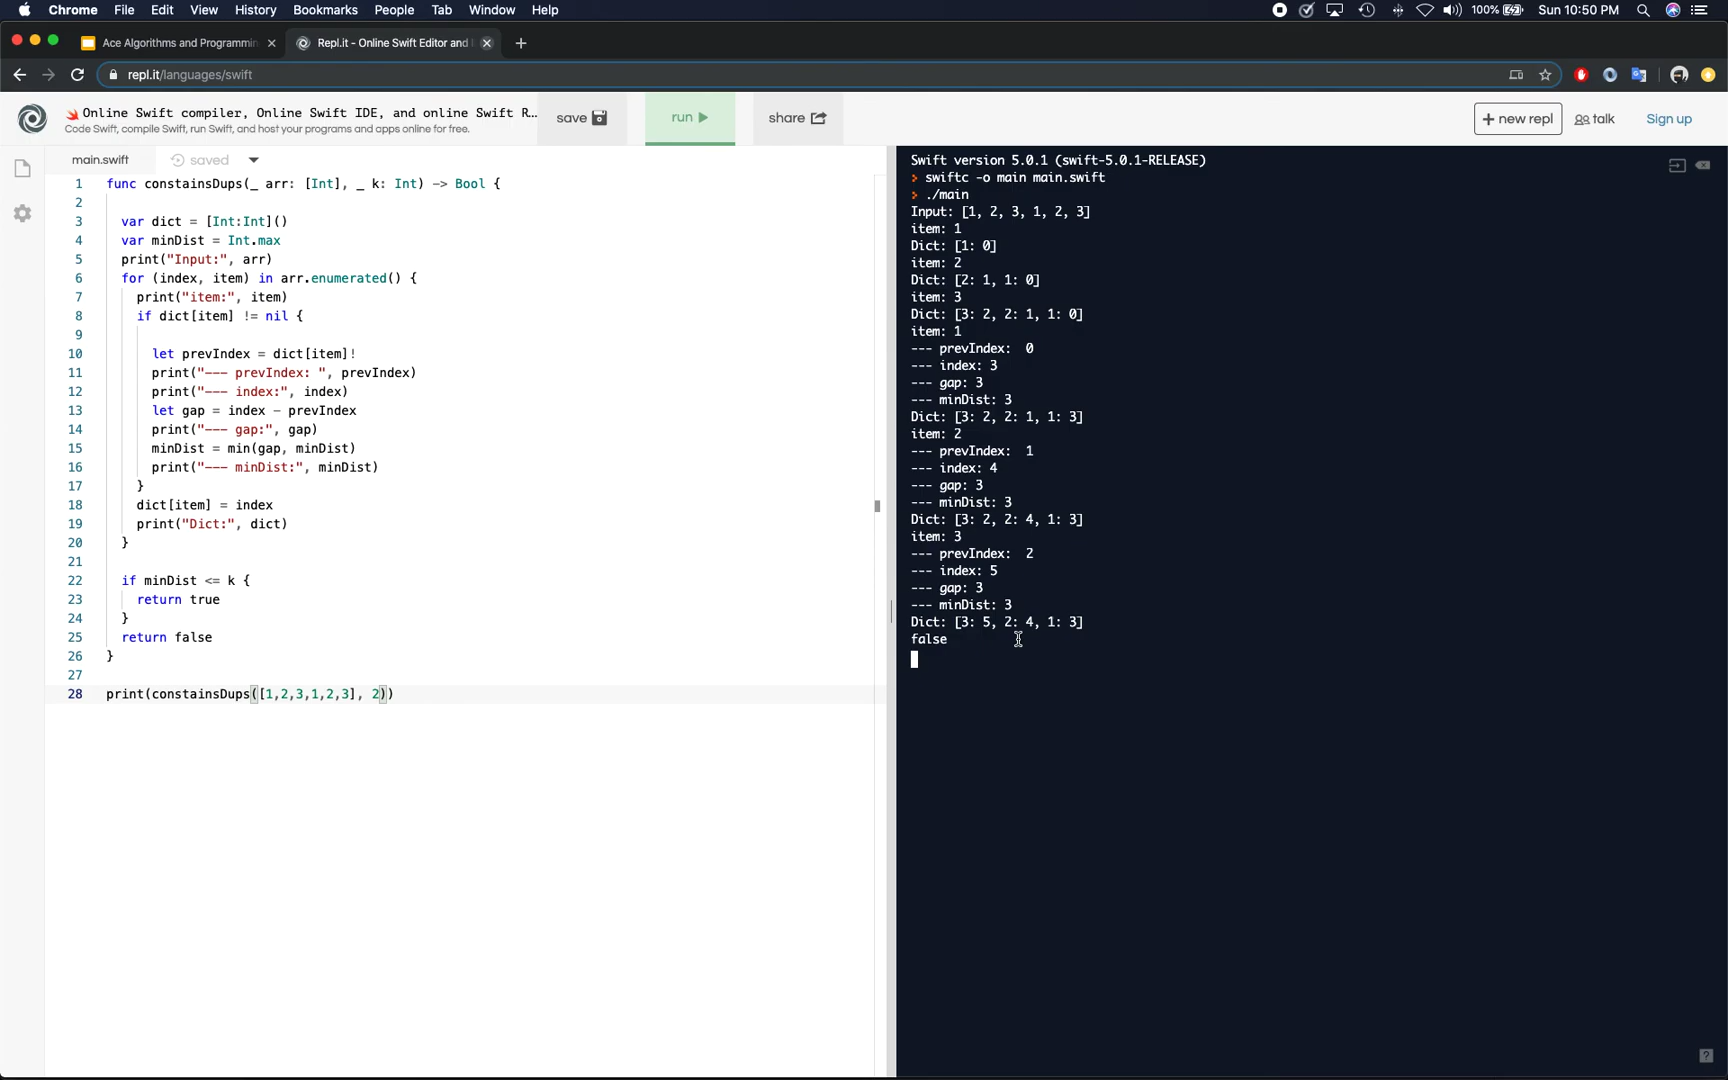 Chrome File Edit View History Bookmarks People Tab Window Help 100% Sun 10:50 PM
Ace Algorithms and Programmin
Repl.it - Online Swift Editor and
repl.it/languages/swift
Online Swift compiler, Online Swift IDE, and online Swift R...
Code Swift, compile Swift, run Swift, and host your programs and apps online for free.
save
run
share
+ new repl
talk
Sign up
main.swift
saved
1 func constainsDups(_ arr: [Int], _ k: Int) -> Bool {
2
3 var dict = [Int:Int]()
4 var minDist = Int.max
5 print("Input:", arr)
6 for (index, item) in arr.enumerated() {
7 print("item:", item)
8 if dict[item] != nil {
9
10 let prevIndex = dict[item]!
11 print("--- prevIndex: ", prevIndex)
12 print("--- index:", index)
13 let gap = index - prevIndex
14 print("--- gap:", gap)
15 minDist = min(gap, minDist)
16 print("--- minDist:", minDist)
17 }
18 dict[item] = index
19 print("Dict:", dict)
20 }
21
22 if minDist <= k {
23 return true
24 }
25 return false
26 }
27
28 print(constainsDups([1,2,3,1,2,3], 2))
Swift version 5.0.1 (swift-5.0.1-RELEASE)
swiftc -o main main.swift
./main
Input: [1, 2, 3, 1, 2, 3]
item: 1
Dict: [1: 0]
item: 2
Dict: [2: 1, 1: 0]
item: 3
Dict: [3: 2, 2: 1, 1: 0]
item: 1
--- prevIndex:  0
--- index: 3
--- gap: 3
--- minDist: 3
Dict: [3: 2, 2: 1, 1: 3]
item: 2
--- prevIndex:  1
--- index: 4
--- gap: 3
--- minDist: 3
Dict: [3: 2, 2: 4, 1: 3]
item: 3
--- prevIndex:  2
--- index: 5
--- gap: 3
--- minDist: 3
Dict: [3: 5, 2: 4, 1: 3]
false
?